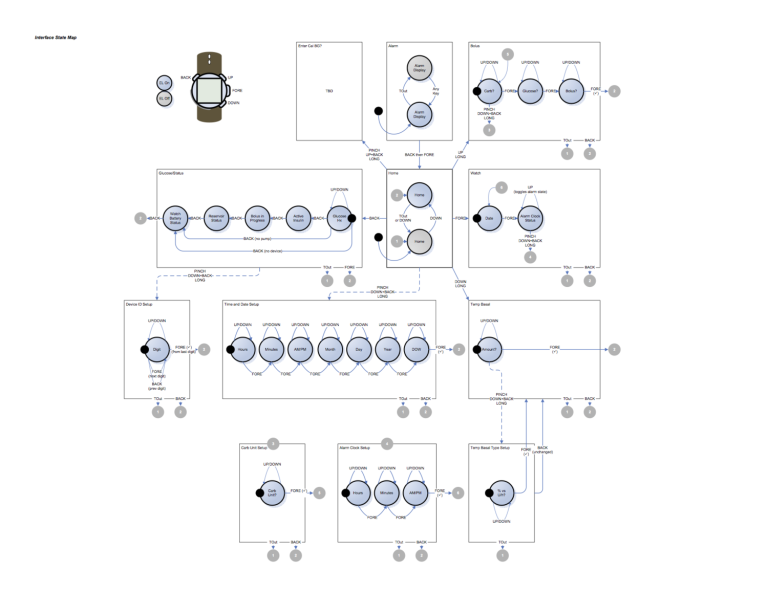 Interface State Map
BACK
UP
FORE
DOWN
EL On
EL Off
Enter Cal BG?
TBD
Alarm
Alarm
Display
TOut
Any
Key
Alarm
Display
Bolus
UP/DOWN
UP/DOWN
UP/DOWN
Carb?
FORE
Glucose?
FORE
Bolus?
FORE
PINCH
DOWN+BACK
LONG
TOut
BACK
PINCH
UP+BACK
LONG
BACK then FORE
UP
LONG
Glucose/Status
UP/DOWN
BACK
Watch
Battery
Status
BACK
Reservoir
Status
BACK
Bolus in
Progress
BACK
Active
Insulin
BACK
Glucose
Hx
BACK (no pump)
BACK (no device)
TOut
FORE
BACK
Home
Home
TOut
or DOWN
DOWN
Home
FORE
Watch
UP
(toggles alarm state)
Date
FORE
Alarm Clock
Status
PINCH
DOWN+BACK
LONG
TOut
BACK
PINCH
DOWN+BACK
LONG
PINCH
DOWN+BACK
LONG
DOWN
LONG
Device ID Setup
UP/DOWN
Digit
FORE
(from last digit)
FORE
(next digit)
BACK
(prev digit)
TOut
BACK
Time and Date Setup
UP/DOWN
UP/DOWN
UP/DOWN
UP/DOWN
UP/DOWN
UP/DOWN
UP/DOWN
Hours
Minutes
AM/PM
Month
Day
Year
DOW
FORE
FORE
FORE
FORE
FORE
FORE
FORE
TOut
BACK
Temp Basal
UP/DOWN
Amount?
FORE
PINCH
DOWN+BACK
LONG
TOut
BACK
Carb Unit Setup
UP/DOWN
Carb
Unit?
FORE
TOut
BACK
Alarm Clock Setup
UP/DOWN
UP/DOWN
UP/DOWN
Hours
Minutes
AM/PM
FORE
FORE
FORE
TOut
BACK
Temp Basal Type Setup
FORE
BACK
(unchanged)
% or
U/H?
UP/DOWN
TOut